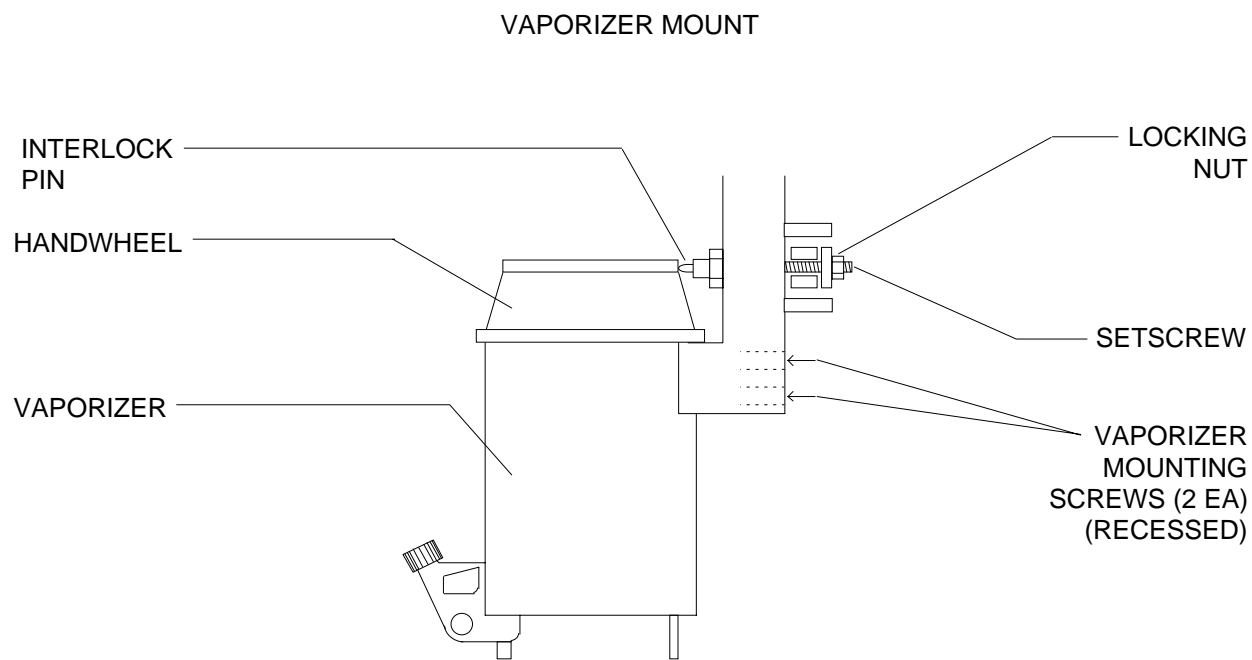 VAPORIZER MOUNT
INTERLOCK
PIN
HANDWHEEL
VAPORIZER
LOCKING
NUT
SETSCREW
VAPORIZER
MOUNTING
SCREWS (2 EA)
(RECESSED)